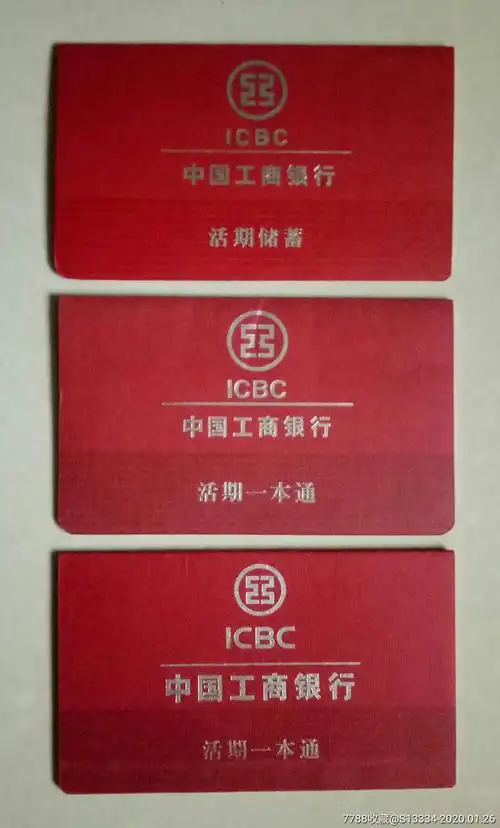 ICBC
中国工商银行
活期储蓄
ICBC
中国工商银行
活期一本通
ICBC
中国工商银行
活期一本通
7788收藏@S13334-2020.01.26